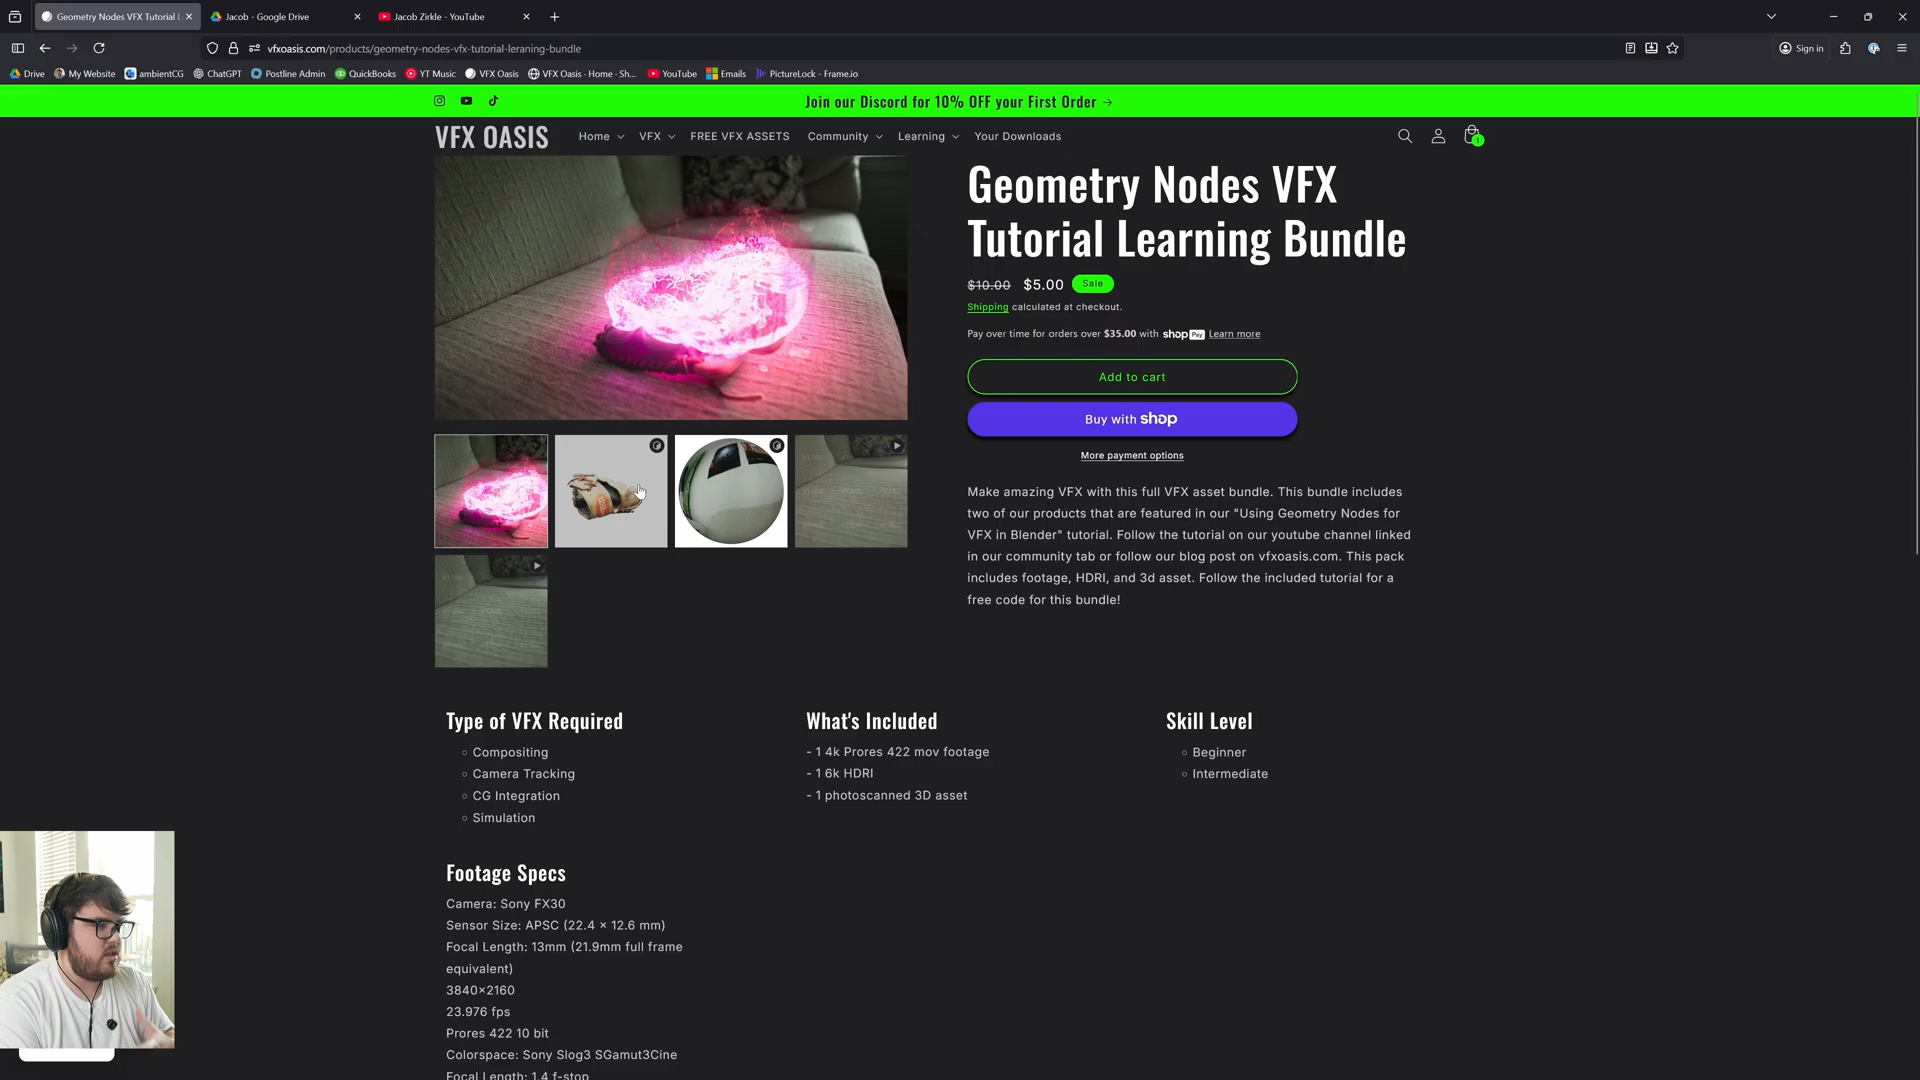 Geometry Nodes VFX Tutorial L
Jacob - Google Drive
Jacob Zirkle - YouTube
vfxoasis.com/products/geometry-nodes-vfx-tutorial-leraning-bundle
Sign in
Drive
My Website
ambientCG
ChatGPT
Postline Admin
QuickBooks
YT Music
VFX Oasis
VFX Oasis · Home · Sh...
YouTube
Emails
PictureLock - Frame.io
Join our Discord for 10% OFF your First Order →
VFX OASIS
Home
VFX
FREE VFX ASSETS
Community
Learning
Your Downloads
1
Geometry Nodes VFX
Tutorial Learning Bundle
$10.00 $5.00 Sale
Shipping calculated at checkout.
Pay over time for orders over $35.00 with shop Pay Learn more
Add to cart
Buy with shop
More payment options
Make amazing VFX with this full VFX asset bundle. This bundle includes
two of our products that are featured in our "Using Geometry Nodes for
VFX in Blender" tutorial. Follow the tutorial on our youtube channel linked
in our community tab or follow our blog post on vfxoasis.com. This pack
includes footage, HDRI, and 3d asset. Follow the included tutorial for a
free code for this bundle!
Type of VFX Required
Compositing
Camera Tracking
CG Integration
Simulation
What's Included
- 1 4k Prores 422 mov footage
- 1 6k HDRI
- 1 photoscanned 3D asset
Skill Level
Beginner
Intermediate
Footage Specs
Camera: Sony FX30
Sensor Size: APSC (22.4 × 12.6 mm)
Focal Length: 13mm (21.9mm full frame
equivalent)
3840×2160
23.976 fps
Prores 422 10 bit
Colorspace: Sony Slog3 SGamut3Cine
Focal Length: 1.4 f-stop